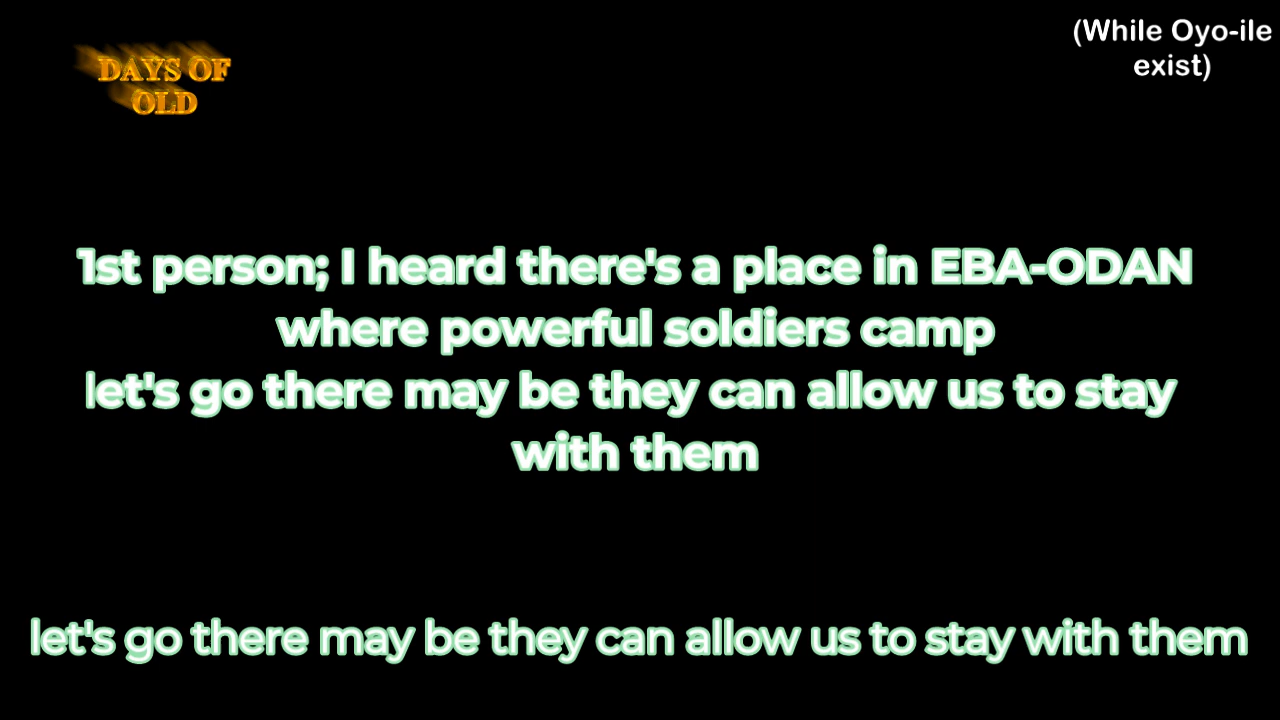 DAYS OF
OLD
(While Oyo-ile
exist)
1st person; I heard there's a place in EBA-ODAN
where powerful soldiers camp
let's go there may be they can allow us to stay
with them
let's go there may be they can allow us to stay with them